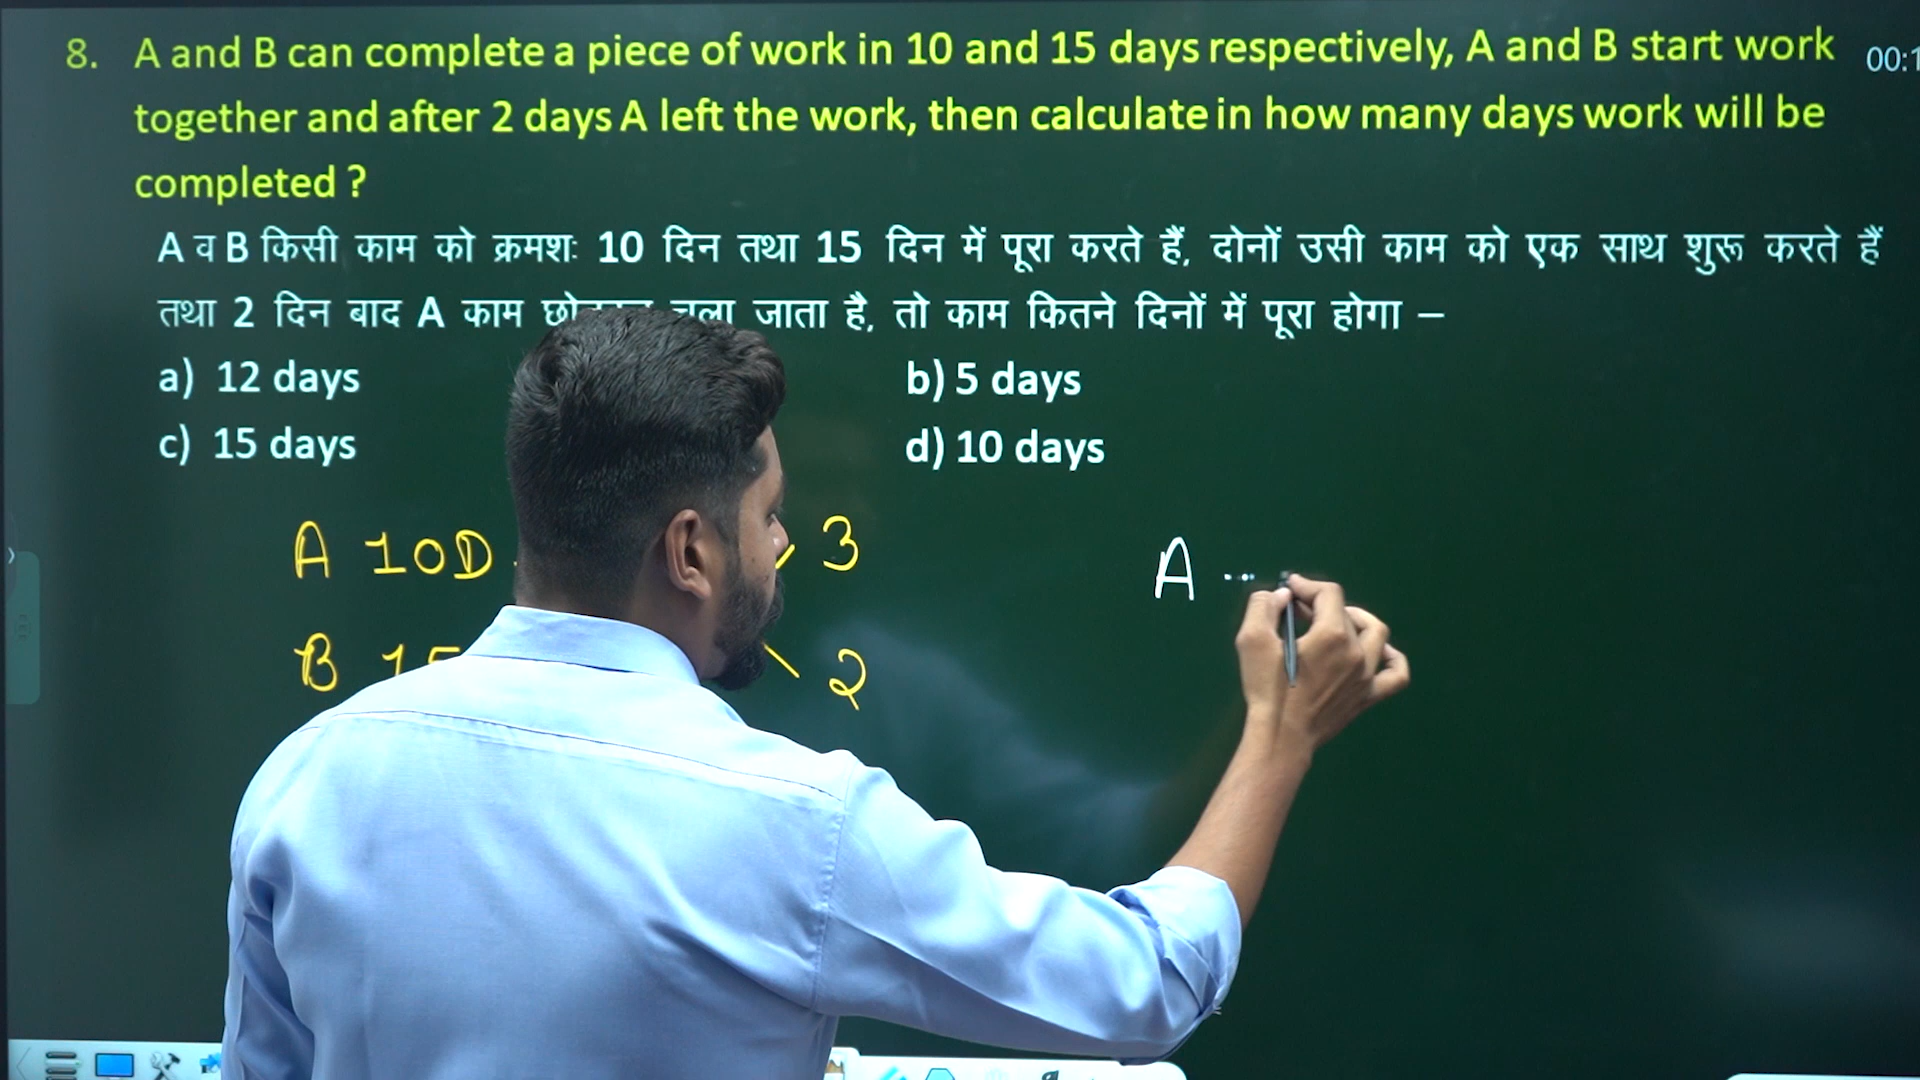 8. A and B can complete a piece of work in 10 and 15 days respectively, A and B start work
00:1
together and after 2 days A left the work, then calculate in how many days work will be
completed ?
A व B किसी काम को क्रमशः 10 दिन तथा 15 दिन में पूरा करते हैं, दोनों उसी काम को एक साथ शुरू करते हैं
तथा 2 दिन बाद A काम चला जाता है, तो काम कितने दिनों में पूरा होगा –
a) 12 days b) 5 days
c) 15 days d) 10 days
A 10D 3
A
B 15 2